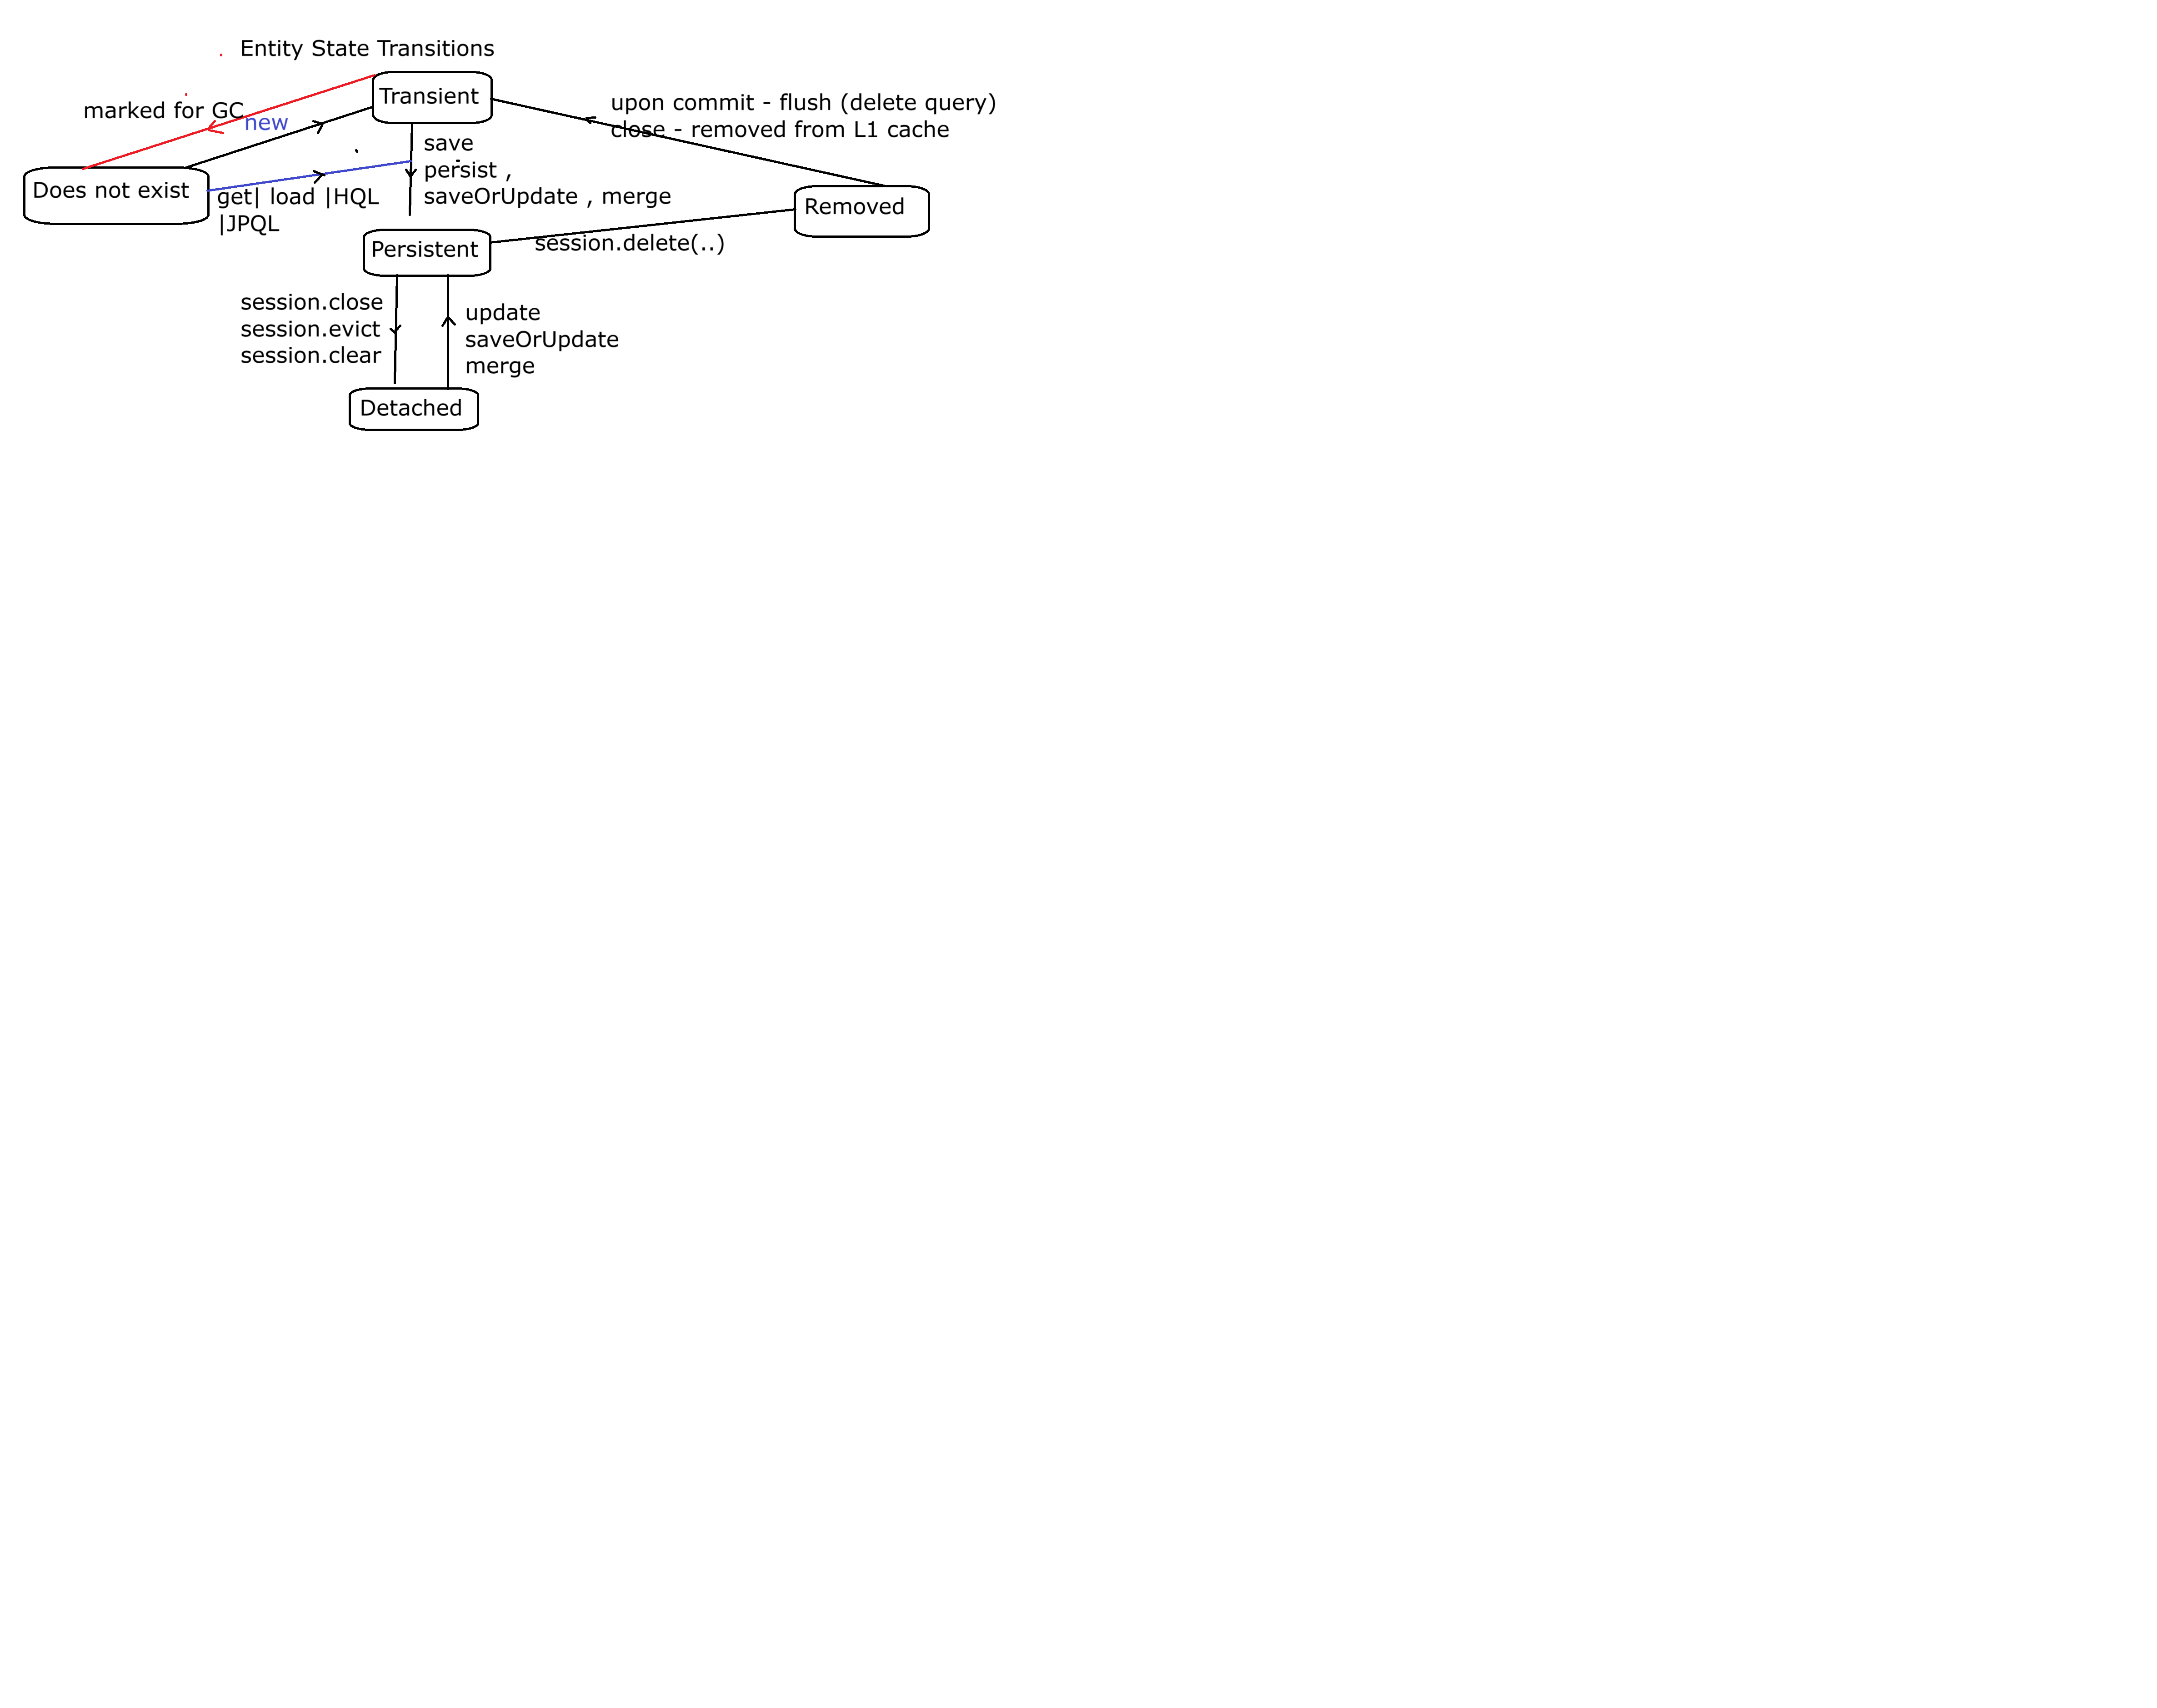 Entity State Transitions
marked for GC
new
Transient
upon commit - flush (delete query)
close - removed from L1 cache
save
persist ,
saveOrUpdate , merge
Does not exist
get| load |HQL
|JPQL
Removed
Persistent
session.delete(..)
session.close
session.evict
session.clear
update
saveOrUpdate
merge
Detached